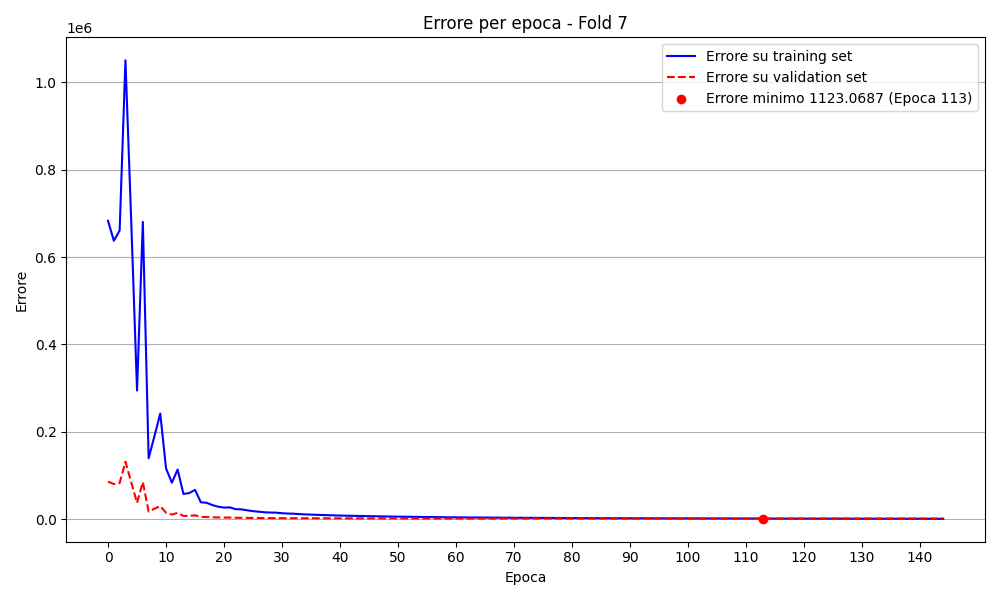 Errore per epoca - Fold 7
1e6
Errore su training set
Errore su validation set
Errore minimo 1123.0687 (Epoca 113)
1.0
0.8
0.6
0.4
0.2
0.0
Errore
0 10 20 30 40 50 60 70 80 90 100 110 120 130 140
Epoca